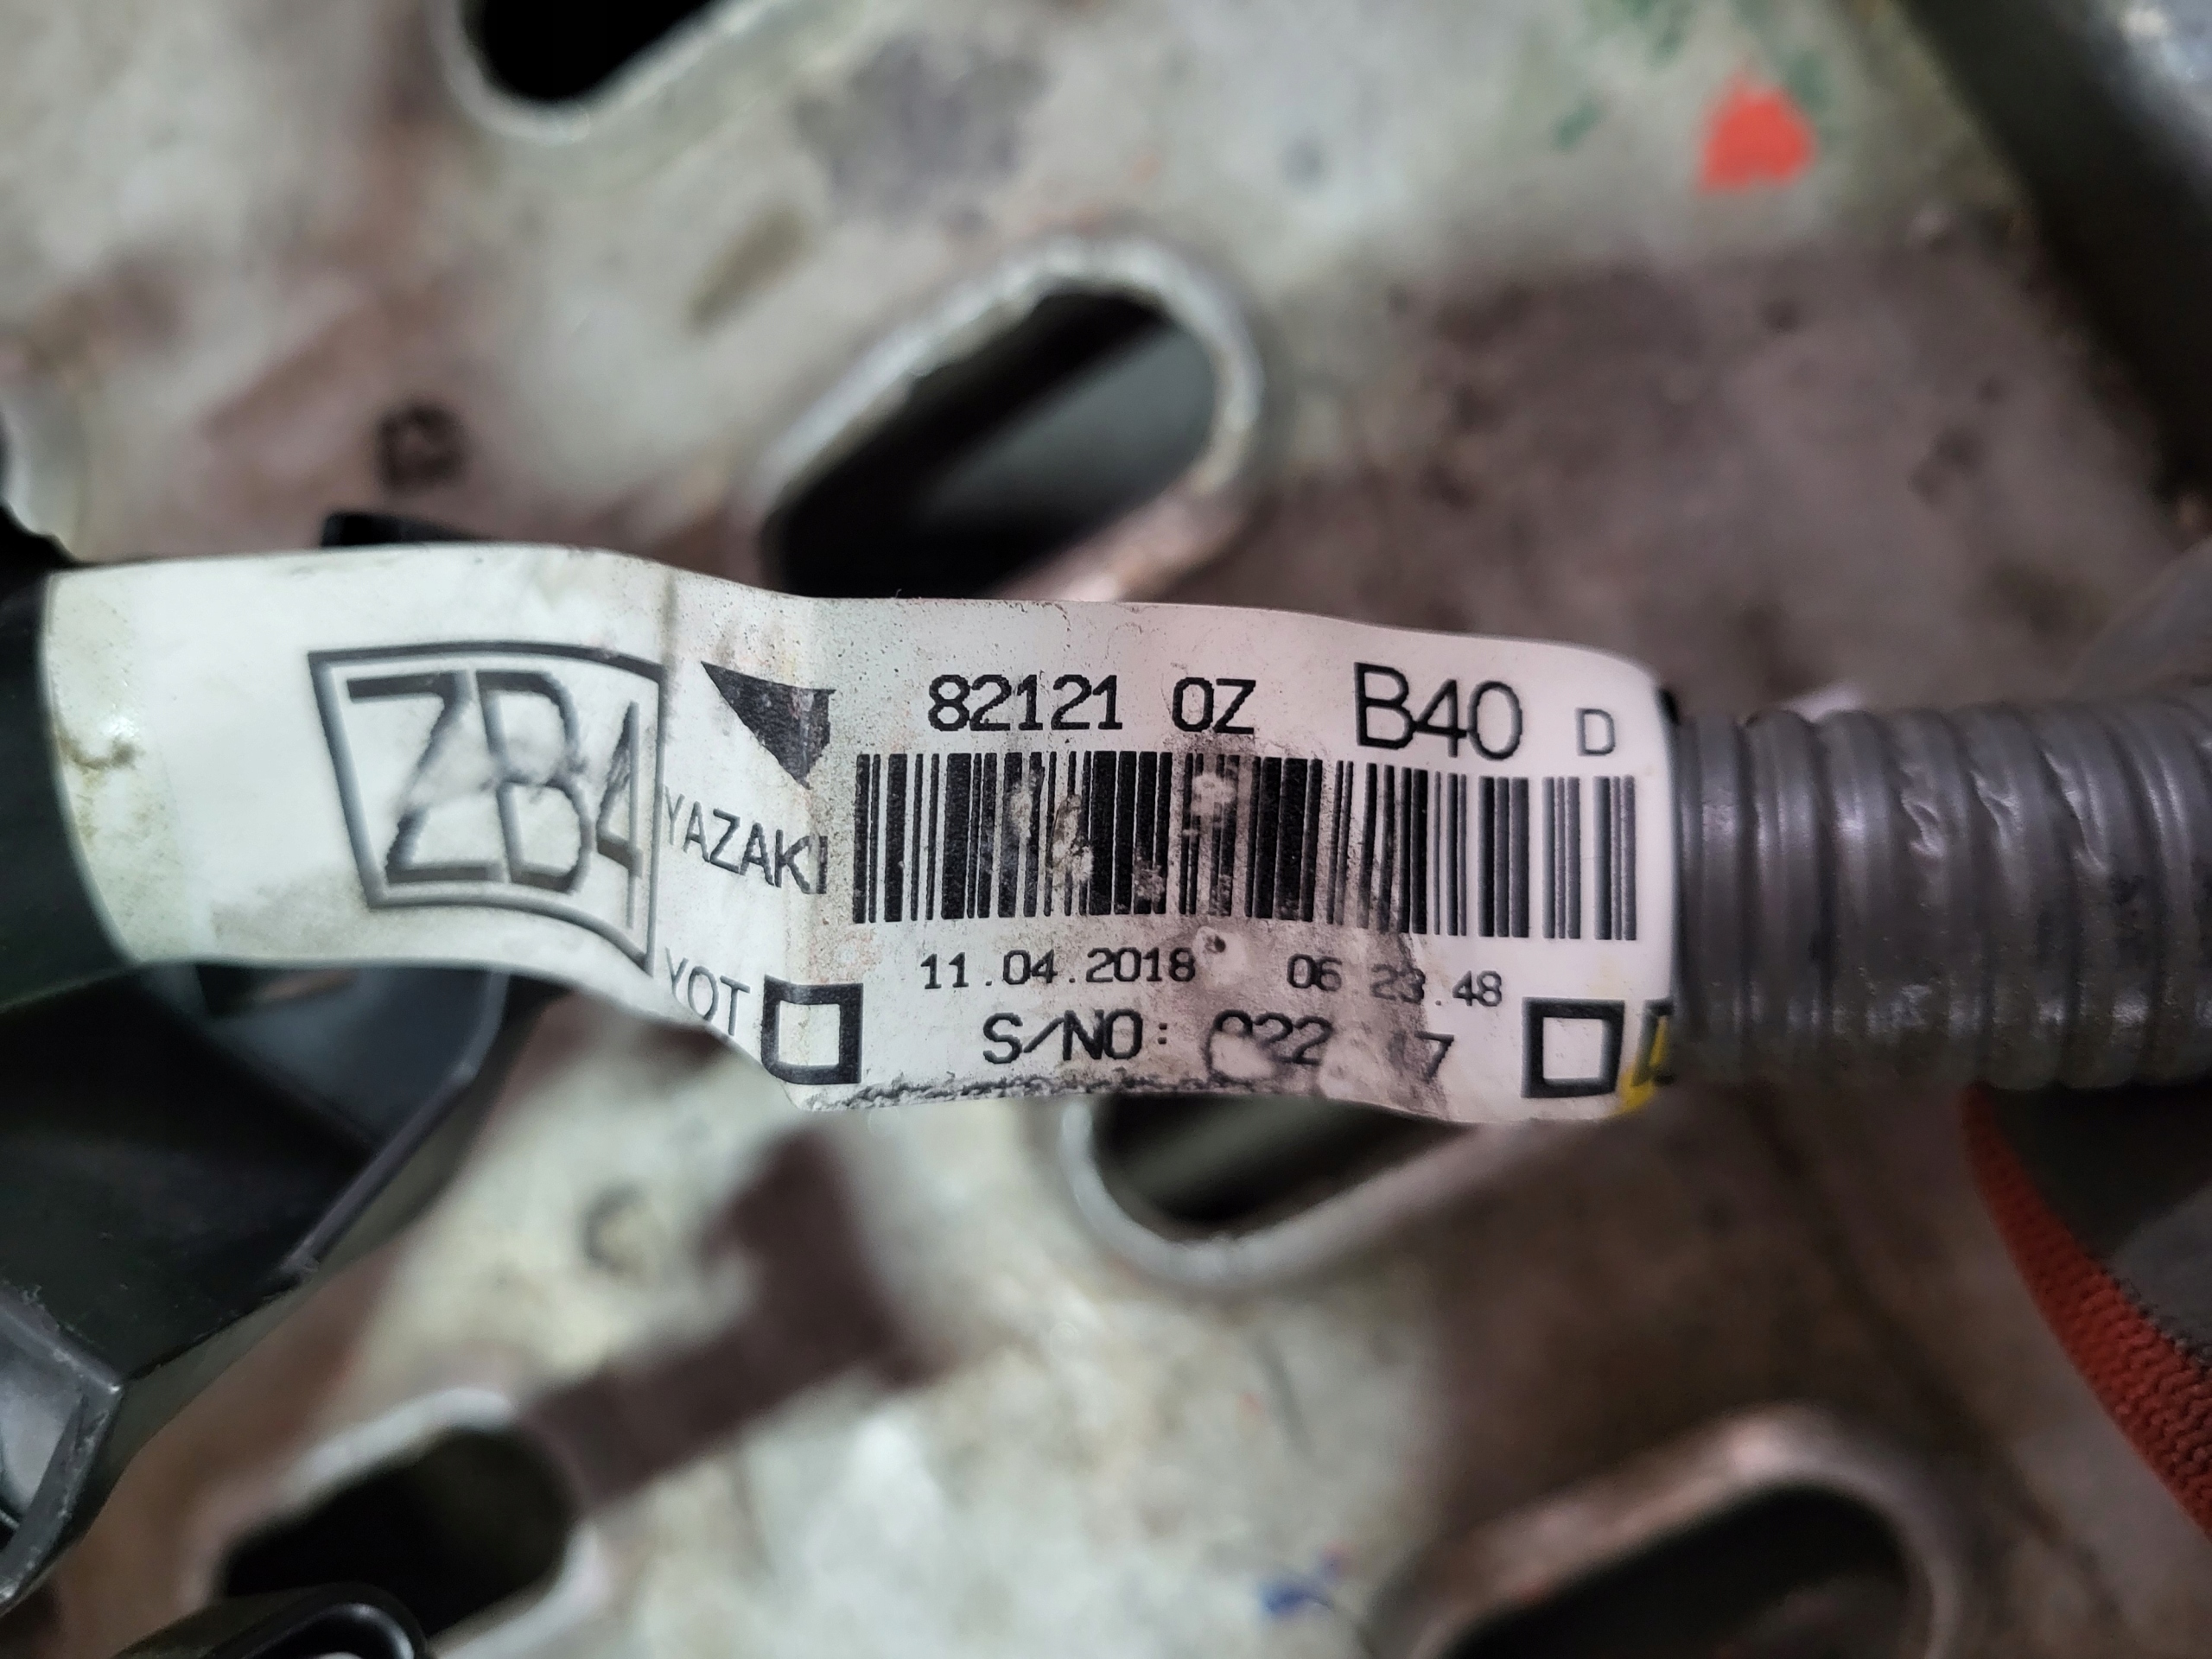 ZB4
YAZAKI
YOT
82121 0Z B40 D
11.04.2018 06 23.48
S/NO: